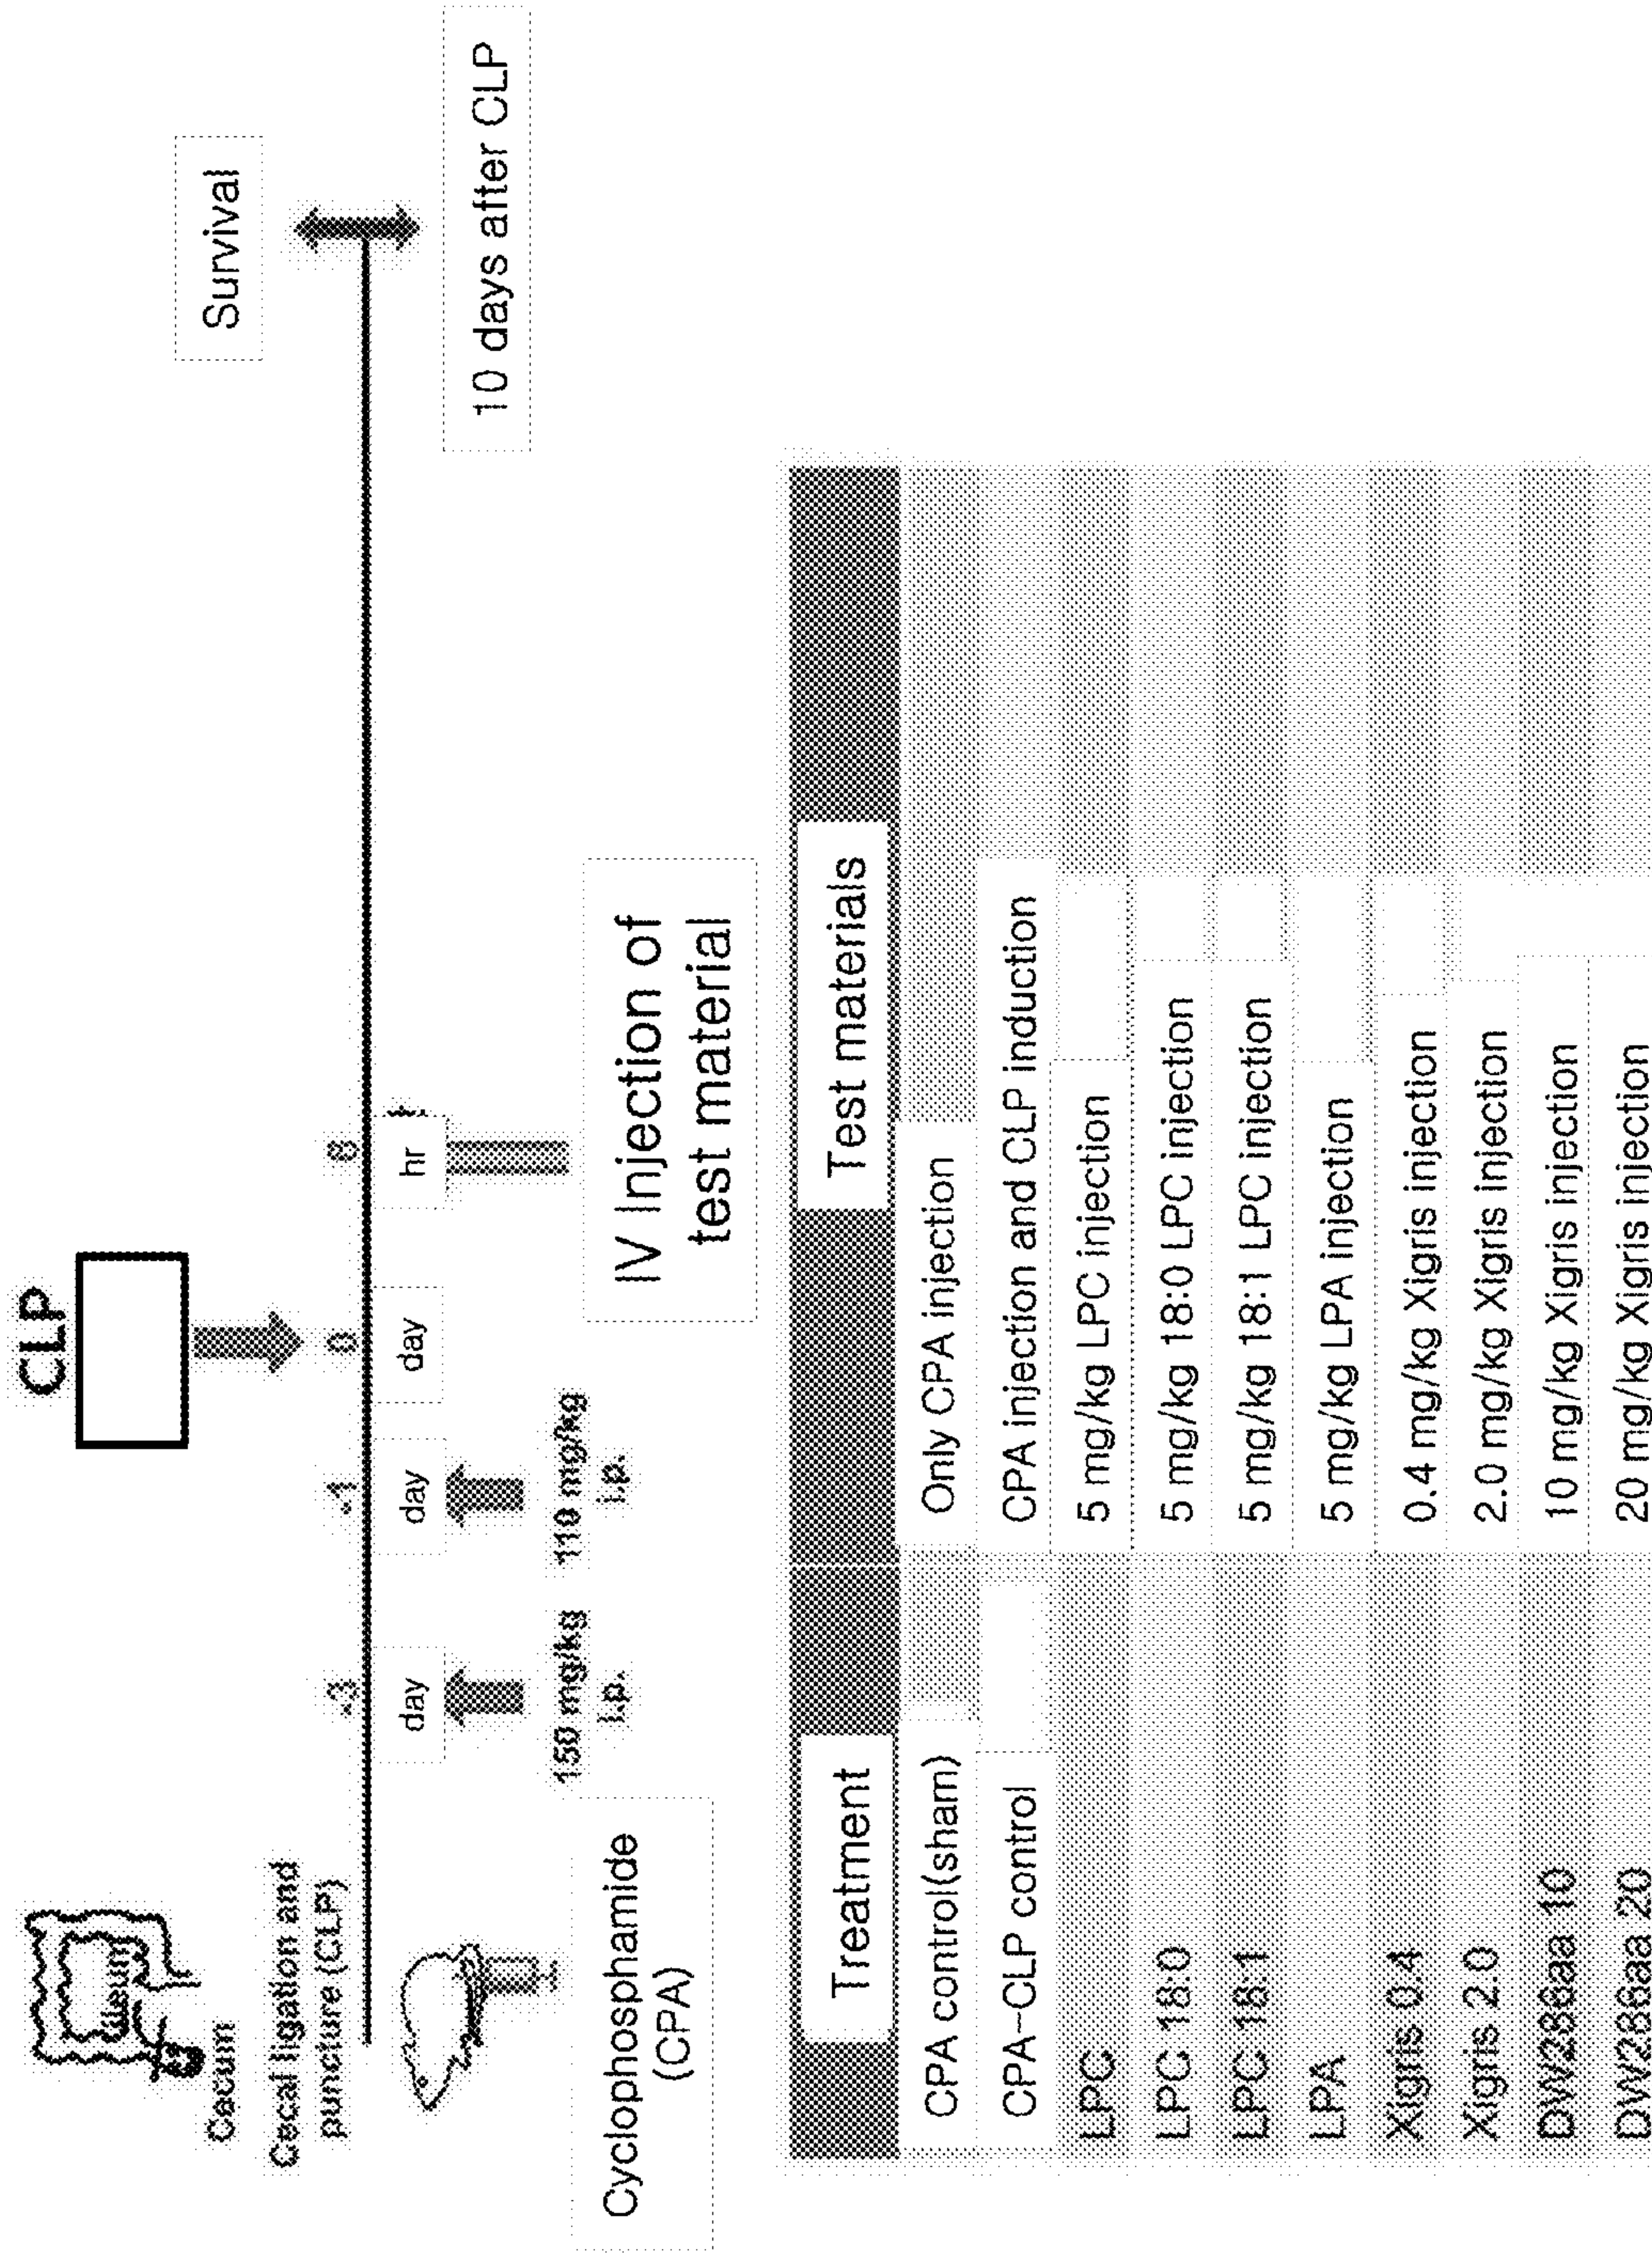 CLP
Survival
Ileum
Cecum
Cecal ligation and
puncture (CLP)
-3
-1
0
8
day
day
day
hr
150 mg/kg
i.p.
110 mg/kg
i.p.
10 days after CLP
Cyclophosphamide
(CPA)
IV Injection of
test material
Treatment Test materials
CPA control(sham) Only CPA injection
CPA-CLP control CPA injection and CLP induction
LPC 5 mg/kg LPC injection
LPC 18:0 5 mg/kg 18:0 LPC injection
LPC 18:1 5 mg/kg 18:1 LPC injection
LPA 5 mg/kg LPA injection
Xigris 0.4 0.4 mg/kg Xigris injection
Xigris 2.0 2.0 mg/kg Xigris injection
DW286aa 10 10 mg/kg Xigris injection
DW286aa 20 20 mg/kg Xigris injection